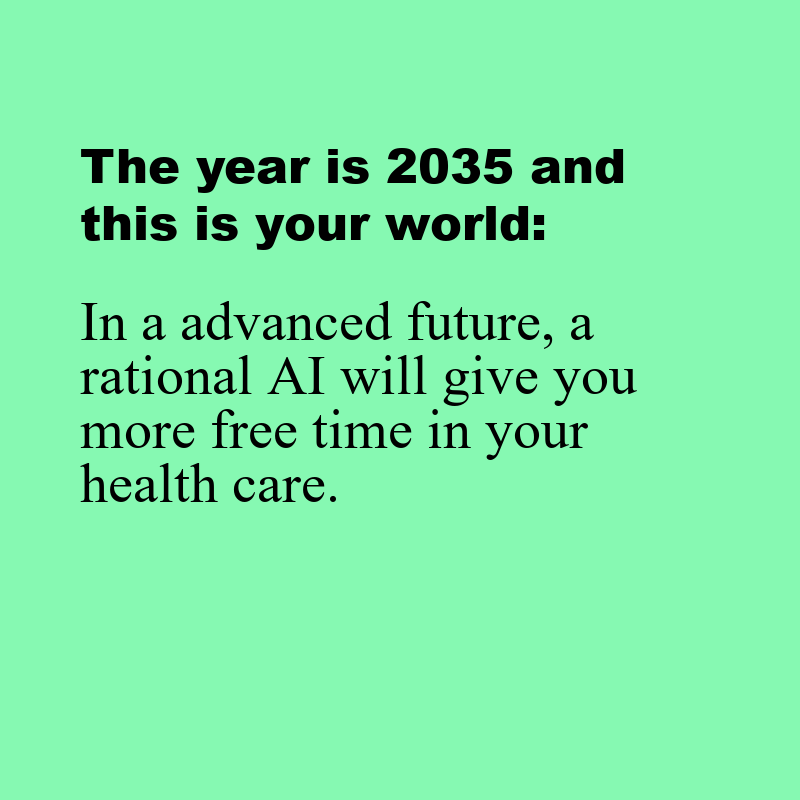 The year is 2035 and
this is your world:
In a advanced future, a
rational AI will give you
more free time in your
health care.